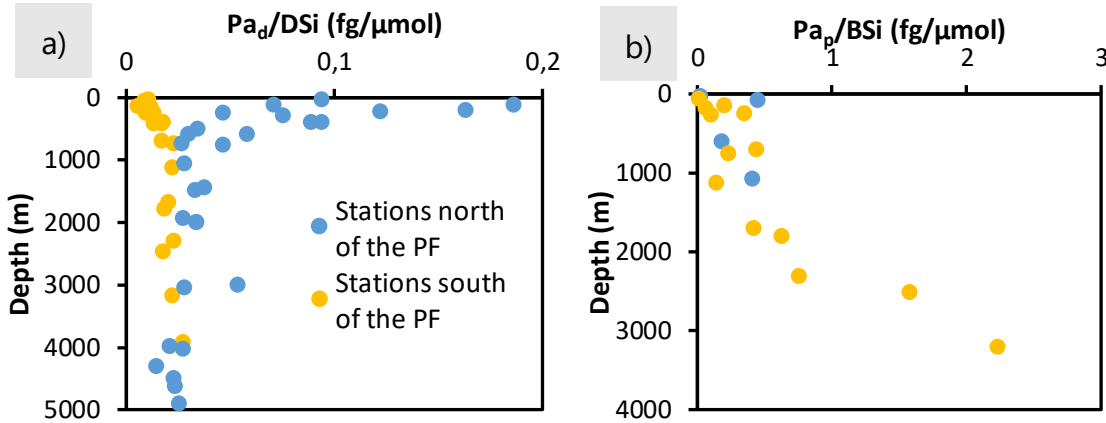 a)
Pad/DSi (fg/µmol)
0 0,1 0,2
0
1000
2000
3000
4000
5000
Depth (m)
Stations north
of the PF
Stations south
of the PF
b)
Pap/BSi (fg/µmol)
0 1 2 3
0
1000
2000
3000
4000
Depth (m)